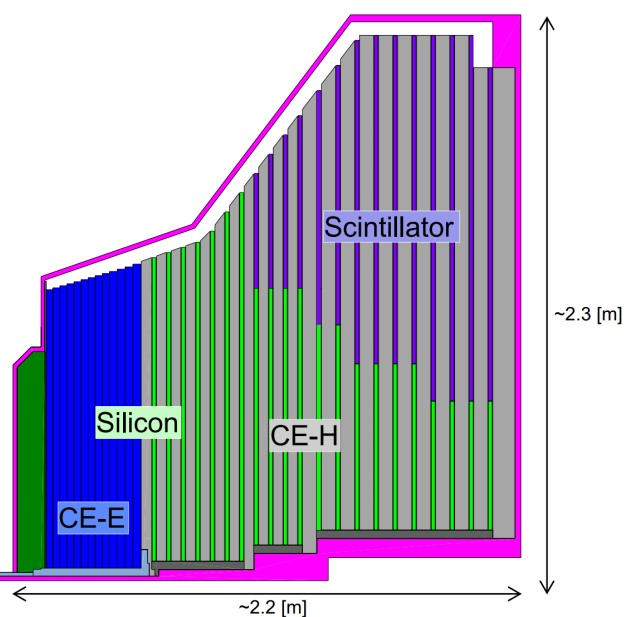 Scintillator
~2.3 [m]
Silicon
CE-H
CE-E
~2.2 [m]